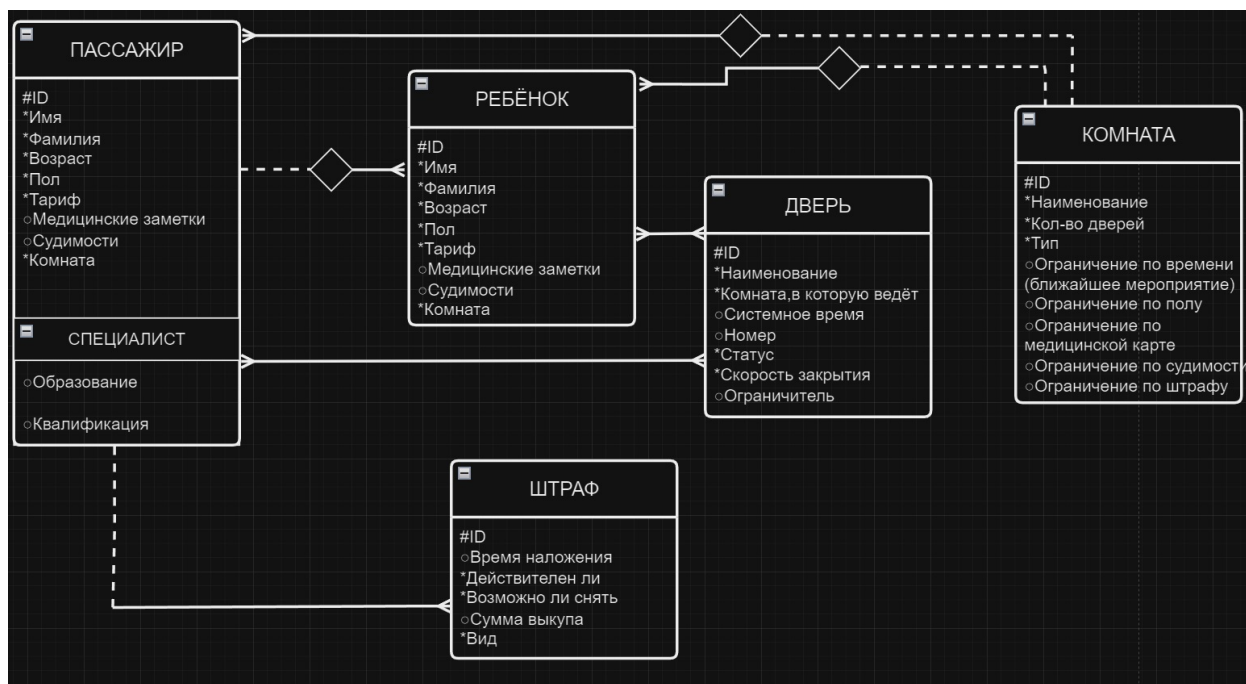 ПАССАЖИР
#ID
*Имя
*Фамилия
*Возраст
*Пол
*Тариф
○Медицинские заметки
○Судимости
*Комната
СПЕЦИАЛИСТ
○Образование
○Квалификация
РЕБЁНОК
#ID
*Имя
*Фамилия
*Возраст
*Пол
*Тариф
○Медицинские заметки
○Судимости
*Комната
ДВЕРЬ
#ID
*Наименование
*Комната,в которую ведёт
○Системное время
○Номер
*Статус
*Скорость закрытия
○Ограничитель
КОМНАТА
#ID
*Наименование
*Кол-во дверей
*Тип
○Ограничение по времени
(ближайшее мероприятие)
○Ограничение по полу
○Ограничение по
медицинской карте
○Ограничение по судимости
○Ограничение по штрафу
ШТРАФ
#ID
○Время наложения
*Действителен ли
*Возможно ли снять
○Сумма выкупа
*Вид